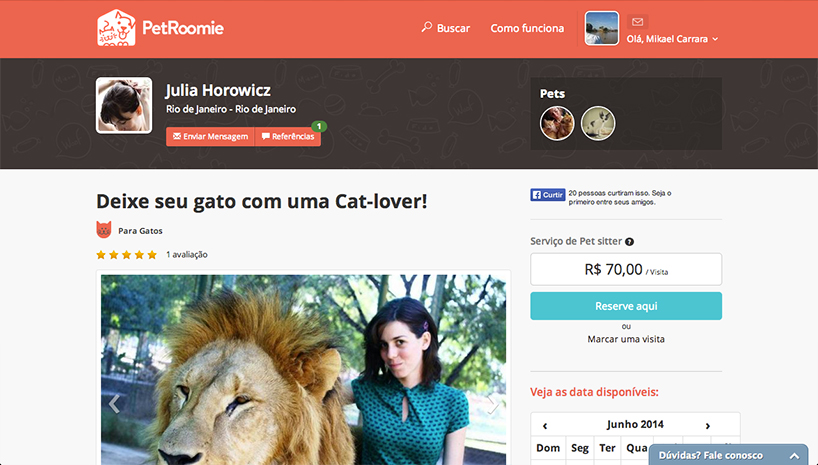 PetRoomie
Buscar
Como funciona
Olá, Mikael Carrara
Julia Horowicz
Rio de Janeiro - Rio de Janeiro
Enviar Mensagem
Referências
1
Pets
Deixe seu gato com uma Cat-lover!
Para Gatos
1 avaliação
Curtir
20 pessoas curtiram isso. Seja o
primeiro entre seus amigos.
Serviço de Pet sitter ?
R$ 70,00 / Visita
Reserve aqui
ou
Marcar uma visita
Veja as data disponíveis:
‹ Junho 2014 ›
Dom Seg Ter Qua
Dúvidas? Fale conosco